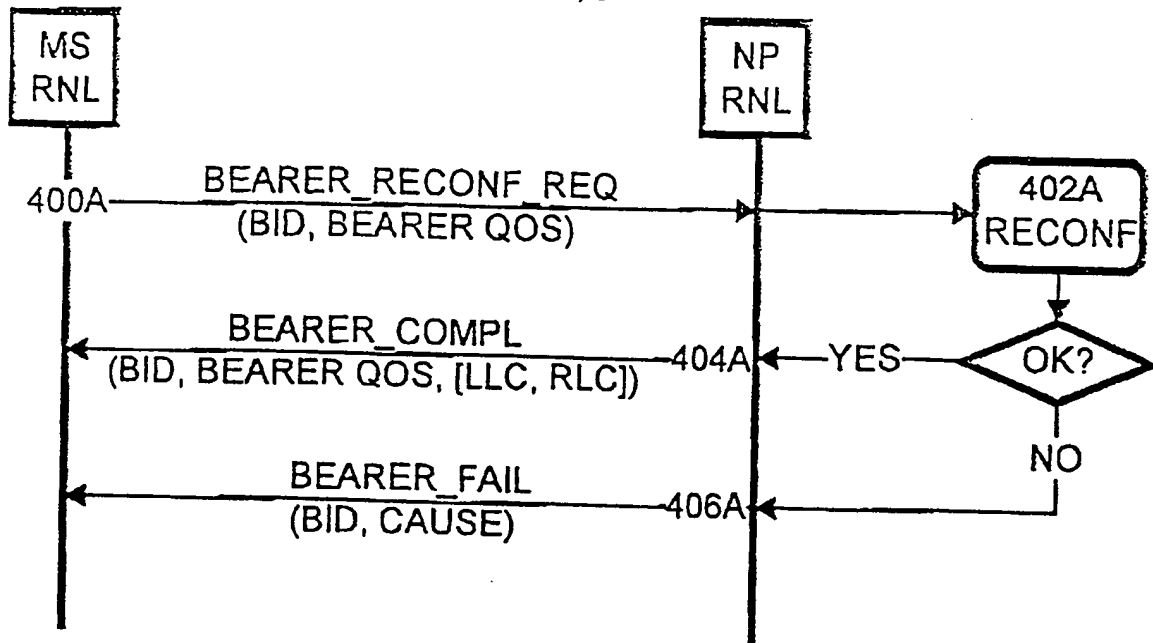 MS
RNL
NP
RNL
400A
BEARER_RECONF_REQ
(BID, BEARER QOS)
402A
RECONF
BEARER_COMPL
(BID, BEARER QOS, [LLC, RLC])
404A
YES
OK?
NO
BEARER_FAIL
(BID, CAUSE)
406A